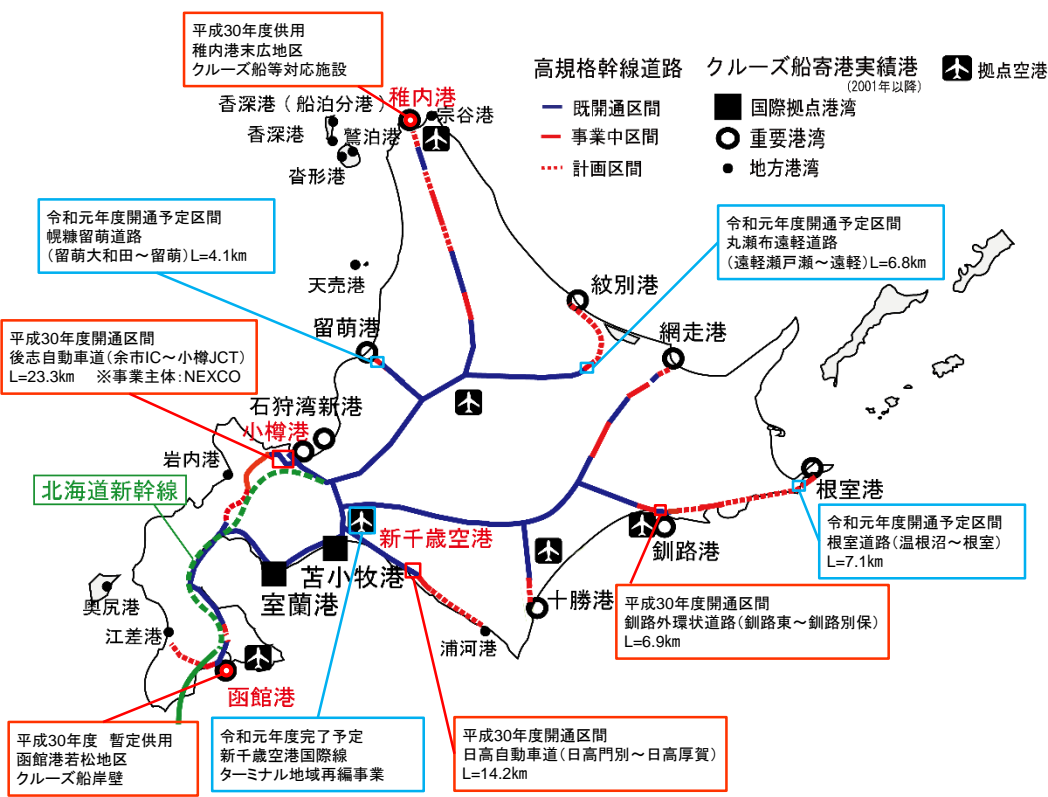 平成30年度供用
稚内港末広地区
クルーズ船等対応施設
高規格幹線道路
既開通区間
事業中区間
計画区間
クルーズ船寄港実績港
(2001年以降)
国際拠点港湾
重要港湾
地方港湾
拠点空港
香深港(船泊分港)
稚内港
宗谷港
香深港
鴛泊港
沓形港
令和元年度開通予定区間
幌糠留萌道路
(留萌大和田～留萌)L=4.1km
令和元年度開通予定区間
丸瀬布遠軽道路
(遠軽瀬戸瀬～遠軽)L=6.8km
天売港
紋別港
留萌港
網走港
平成30年度開通区間
後志自動車道(余市IC～小樽JCT)
L=23.3km ※事業主体:NEXCO
石狩湾新港
小樽港
岩内港
北海道新幹線
根室港
新千歳空港
釧路港
令和元年度開通予定区間
根室道路(温根沼～根室)
L=7.1km
苫小牧港
室蘭港
十勝港
奥尻港
江差港
浦河港
平成30年度開通区間
釧路外環状道路(釧路東～釧路別保)
L=6.9km
函館港
平成30年度 暫定供用
函館港若松地区
クルーズ船岸壁
令和元年度完了予定
新千歳空港国際線
ターミナル地域再編事業
平成30年度開通区間
日高自動車道(日高門別～日高厚賀)
L=14.2km